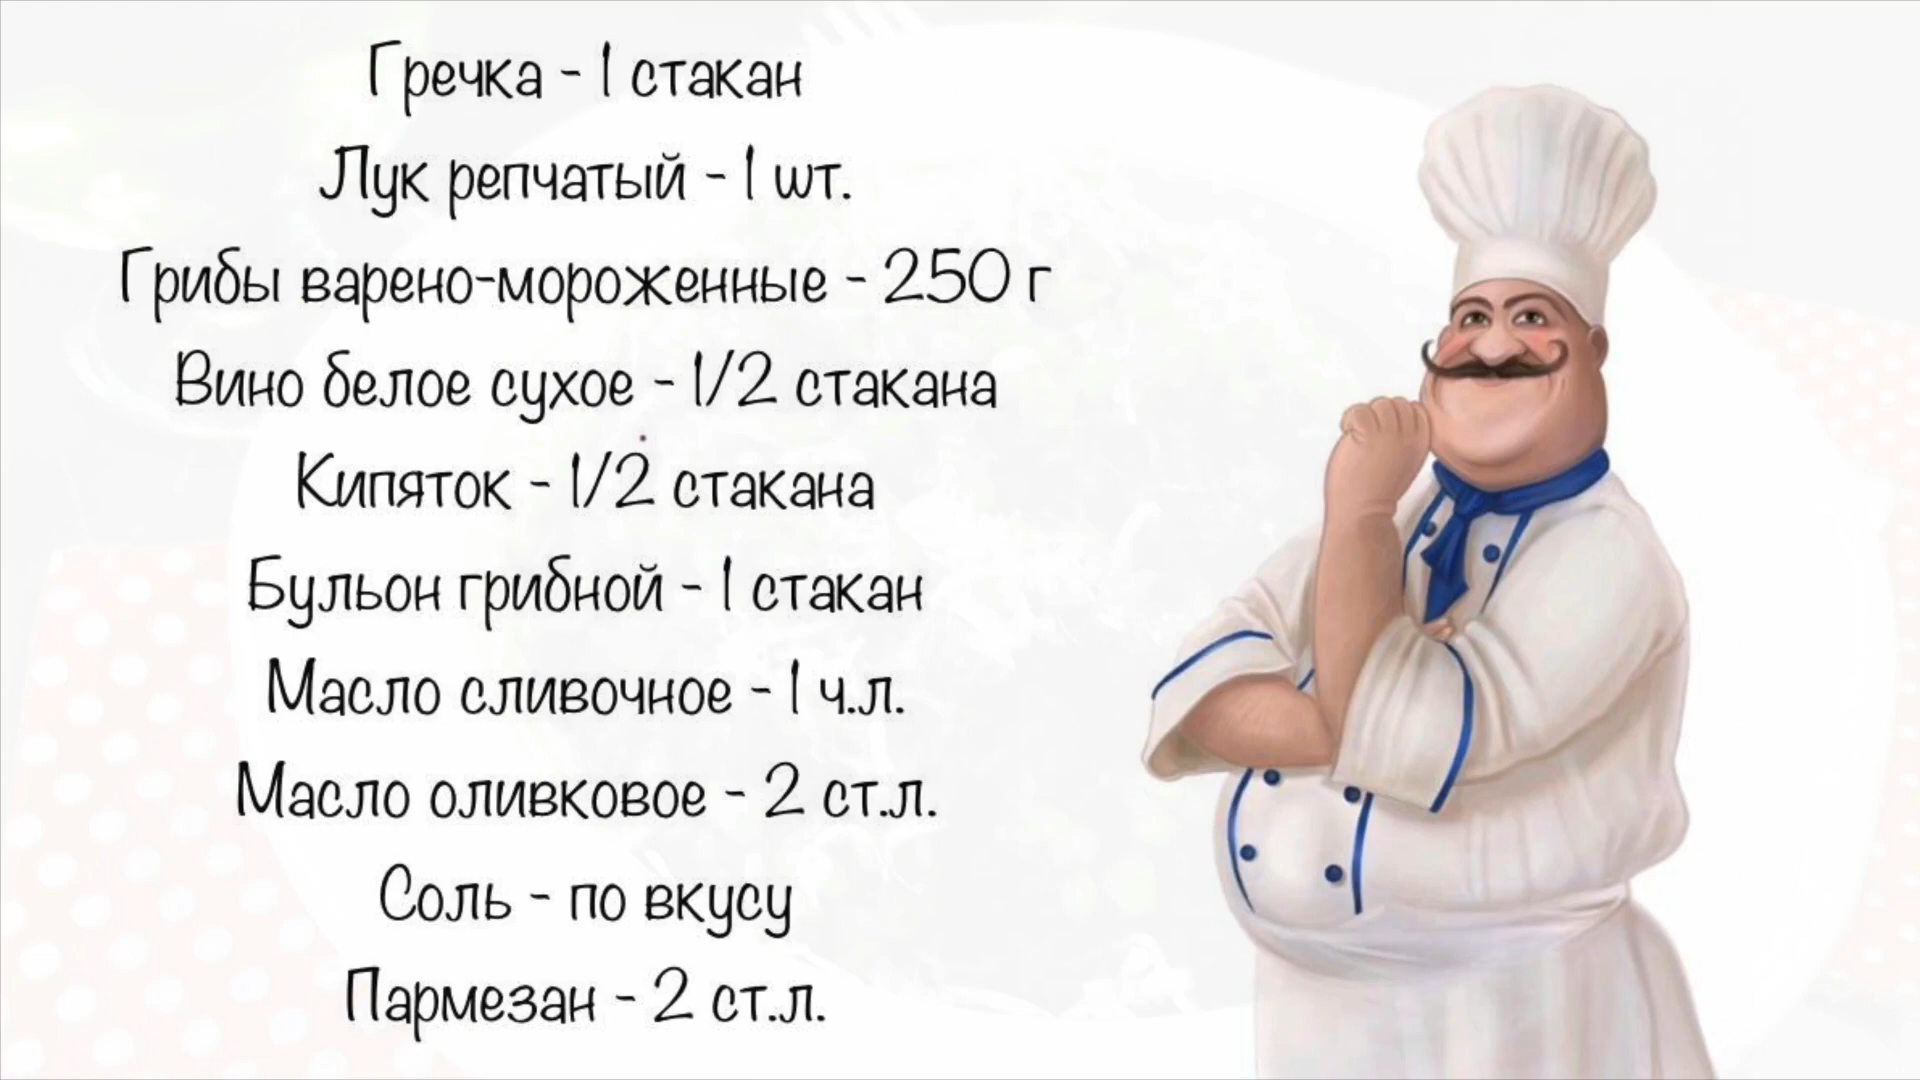 Гречка - 1 стакан
Лук репчатый - 1 шт.
Грибы варено-мороженные - 250 г
Вино белое сухое - 1/2 стакана
Кипяток - 1/2 стакана
Бульон грибной - 1 стакан
Масло сливочное - 1 ч.л.
Масло оливковое - 2 ст.л.
Соль - по вкусу
Пармезан - 2 ст.л.